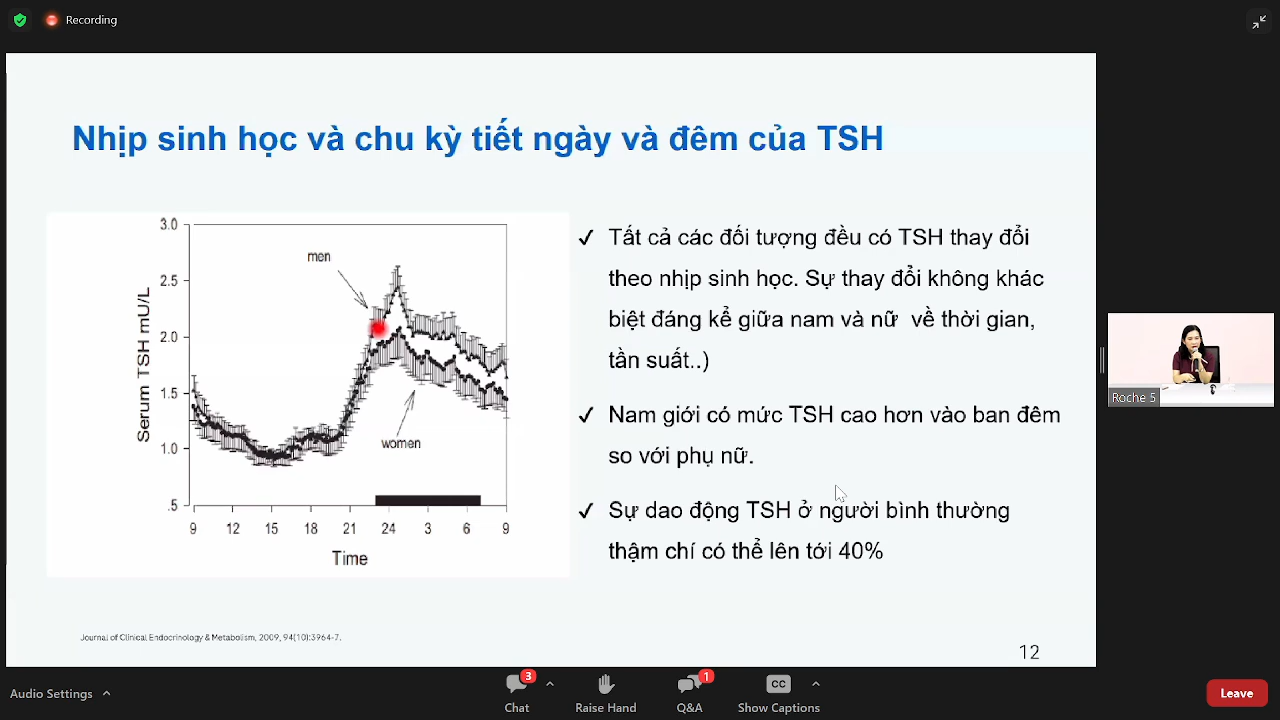 Recording
Nhịp sinh học và chu kỳ tiết ngày và đêm của TSH
3.0
2.5
2.0
1.5
1.0
.5
Serum TSH mU/L
men
women
9 12 15 18 21 24 3 6 9
Time
✓ Tất cả các đối tượng đều có TSH thay đổi
theo nhịp sinh học. Sự thay đổi không khác
biệt đáng kể giữa nam và nữ về thời gian,
tần suất..)
✓ Nam giới có mức TSH cao hơn vào ban đêm
so với phụ nữ.
✓ Sự dao động TSH ở người bình thường
thậm chí có thể lên tới 40%
Journal of Clinical Endocrinology & Metabolism, 2009, 94(10):3964-7.
12
Roche 5
Audio Settings
3
Chat
Raise Hand
1
Q&A
CC
Show Captions
Leave